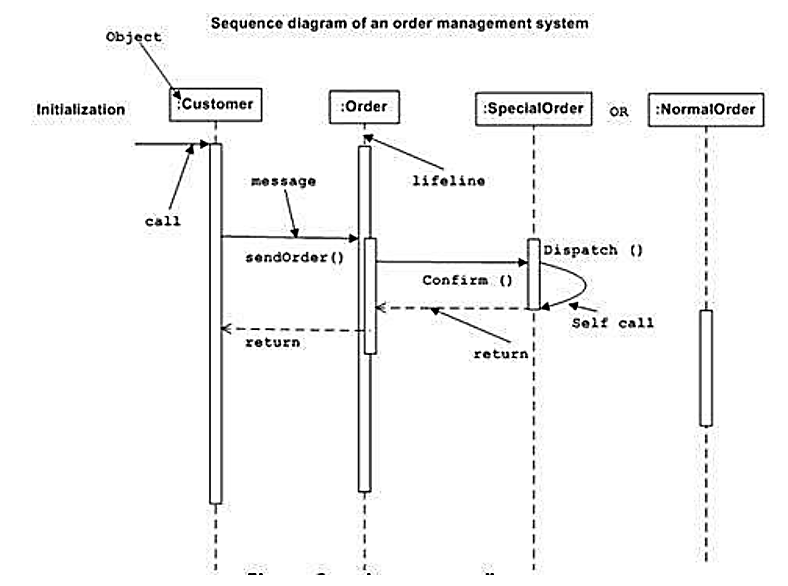 Sequence diagram of an order management system
Object
Initialization
:Customer
:Order
:SpecialOrder
OR
:NormalOrder
message
lifeline
call
sendOrder()
Dispatch ()
Confirm ()
Self call
return
return